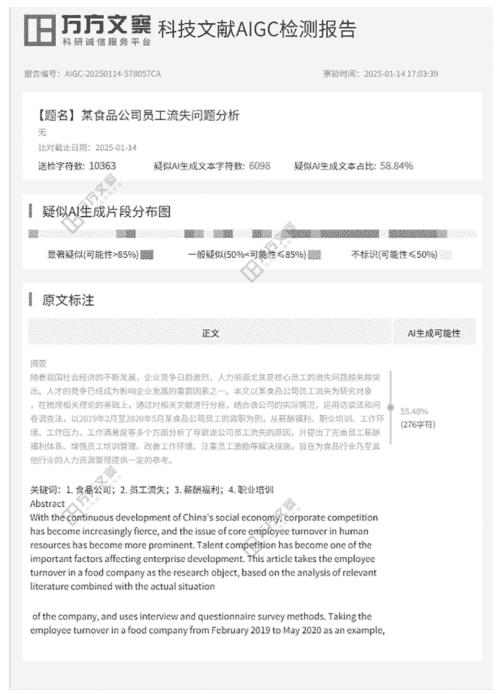 万方文察 科技文献AIGC检测报告
科研诚信服务平台
报告编号：AIGC-20250114-578057CA 察验时间：2025-01-14 17:03:39
【题名】某食品公司员工流失问题分析
无
比对截止日期：2025-01-14
送检字符数: 10363 疑似AI生成文本字符数: 6098 疑似AI生成文本占比: 58.84%
疑似AI生成片段分布图
显著疑似(可能性>85%) 一般疑似(50%<可能性≤85%) 不标识(可能性≤50%)
原文标注
正文 AI生成可能性
摘要
随着我国社会经济的不断发展，企业竞争日趋激烈，人力资源尤其是核心员工的流失问题越来越突
出。人才的竞争已经成为影响企业发展的重要因素之一。本文以某食品公司员工流失为研究对象
，在梳理相关理论的基础上，通过对相关文献进行分析，结合该公司的实际情况，运用访谈法和问
卷调查法，以2019年2月至2020年5月某食品公司员工的离职为例，从薪酬福利、职业培训、工作环
境、工作压力、工作满意度等多个方面分析了导致该公司员工流失的原因，并提出了完善员工薪酬
福利体系、增强员工培训管理、改善工作环境、注重员工激励等解决措施，旨在为食品行业乃至其
他行业的人力资源管理提供一定的参考。
55.48%
(276字符)
关键词：1. 食品公司；2. 员工流失；3. 薪酬福利；4. 职业培训
Abstract
With the continuous development of China's social economy, corporate competition
has become increasingly fierce, and the issue of core employee turnover in human
resources has become more prominent. Talent competition has become one of the
important factors affecting enterprise development. This article takes the employee
turnover in a food company as the research object, based on the analysis of relevant
literature combined with the actual situation
of the company, and uses interview and questionnaire survey methods. Taking the
employee turnover in a food company from February 2019 to May 2020 as an example,
万方文察
万方文察
万方文察
万方文察